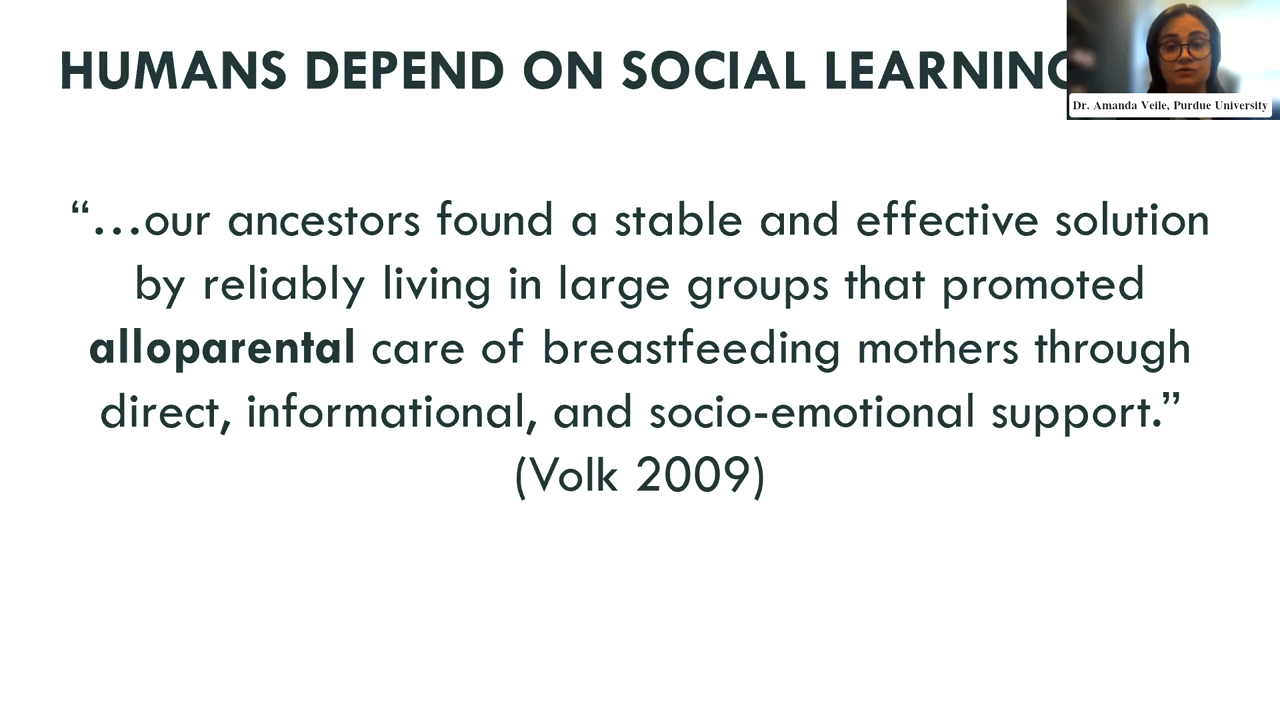 HUMANS DEPEND ON SOCIAL LEARNING
Dr. Amanda Veile, Purdue University
“…our ancestors found a stable and effective solution
by reliably living in large groups that promoted
alloparental care of breastfeeding mothers through
direct, informational, and socio-emotional support.”
(Volk 2009)